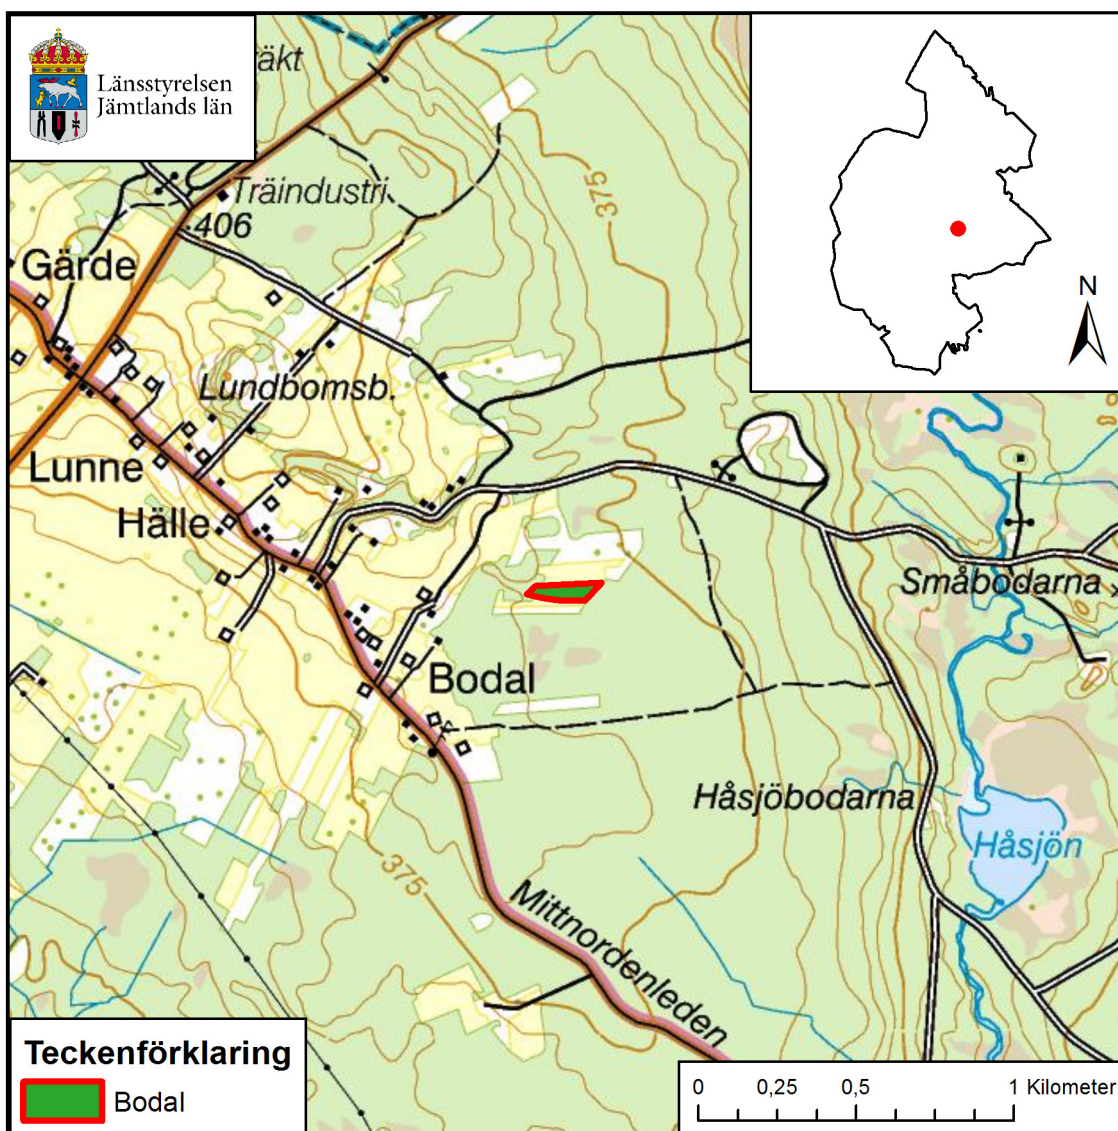 Länsstyrelsen
Jämtlands län
äkt
Träindustri
406
Gärde
375
N
Lundbomsb.
Lunne
Hälle
Småbodarna
Bodal
Håsjöbodarna
Håsjön
375
Mittnordenleden
Teckenförklaring
Bodal
0 0,25 0,5 1 Kilometer